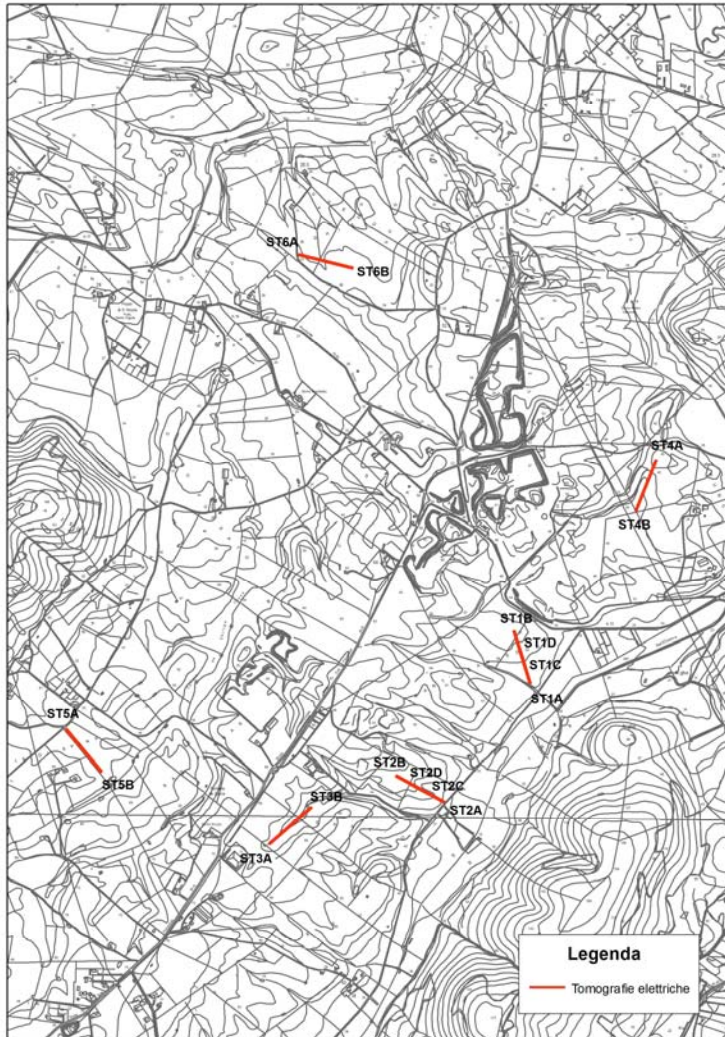 ST6A
ST6B
ST4A
ST4B
ST1B
ST1D
ST1C
ST1A
ST5A
ST5B
ST2B
ST2D
ST2C
ST2A
ST3B
ST3A
Legenda
Tomografie elettriche